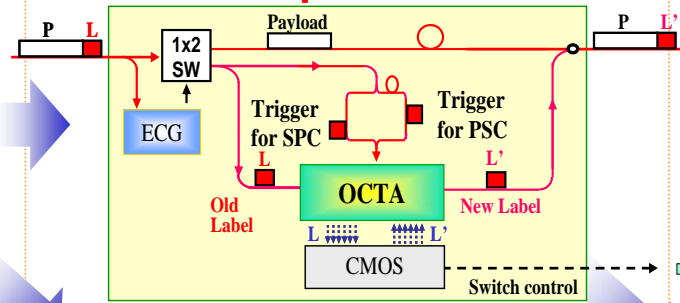 P
L
Payload
P
L'
1x2
SW
ECG
Trigger
for SPC
Trigger
for PSC
L
L'
Old
Label
OCTA
New Label
L
L'
CMOS
Switch control